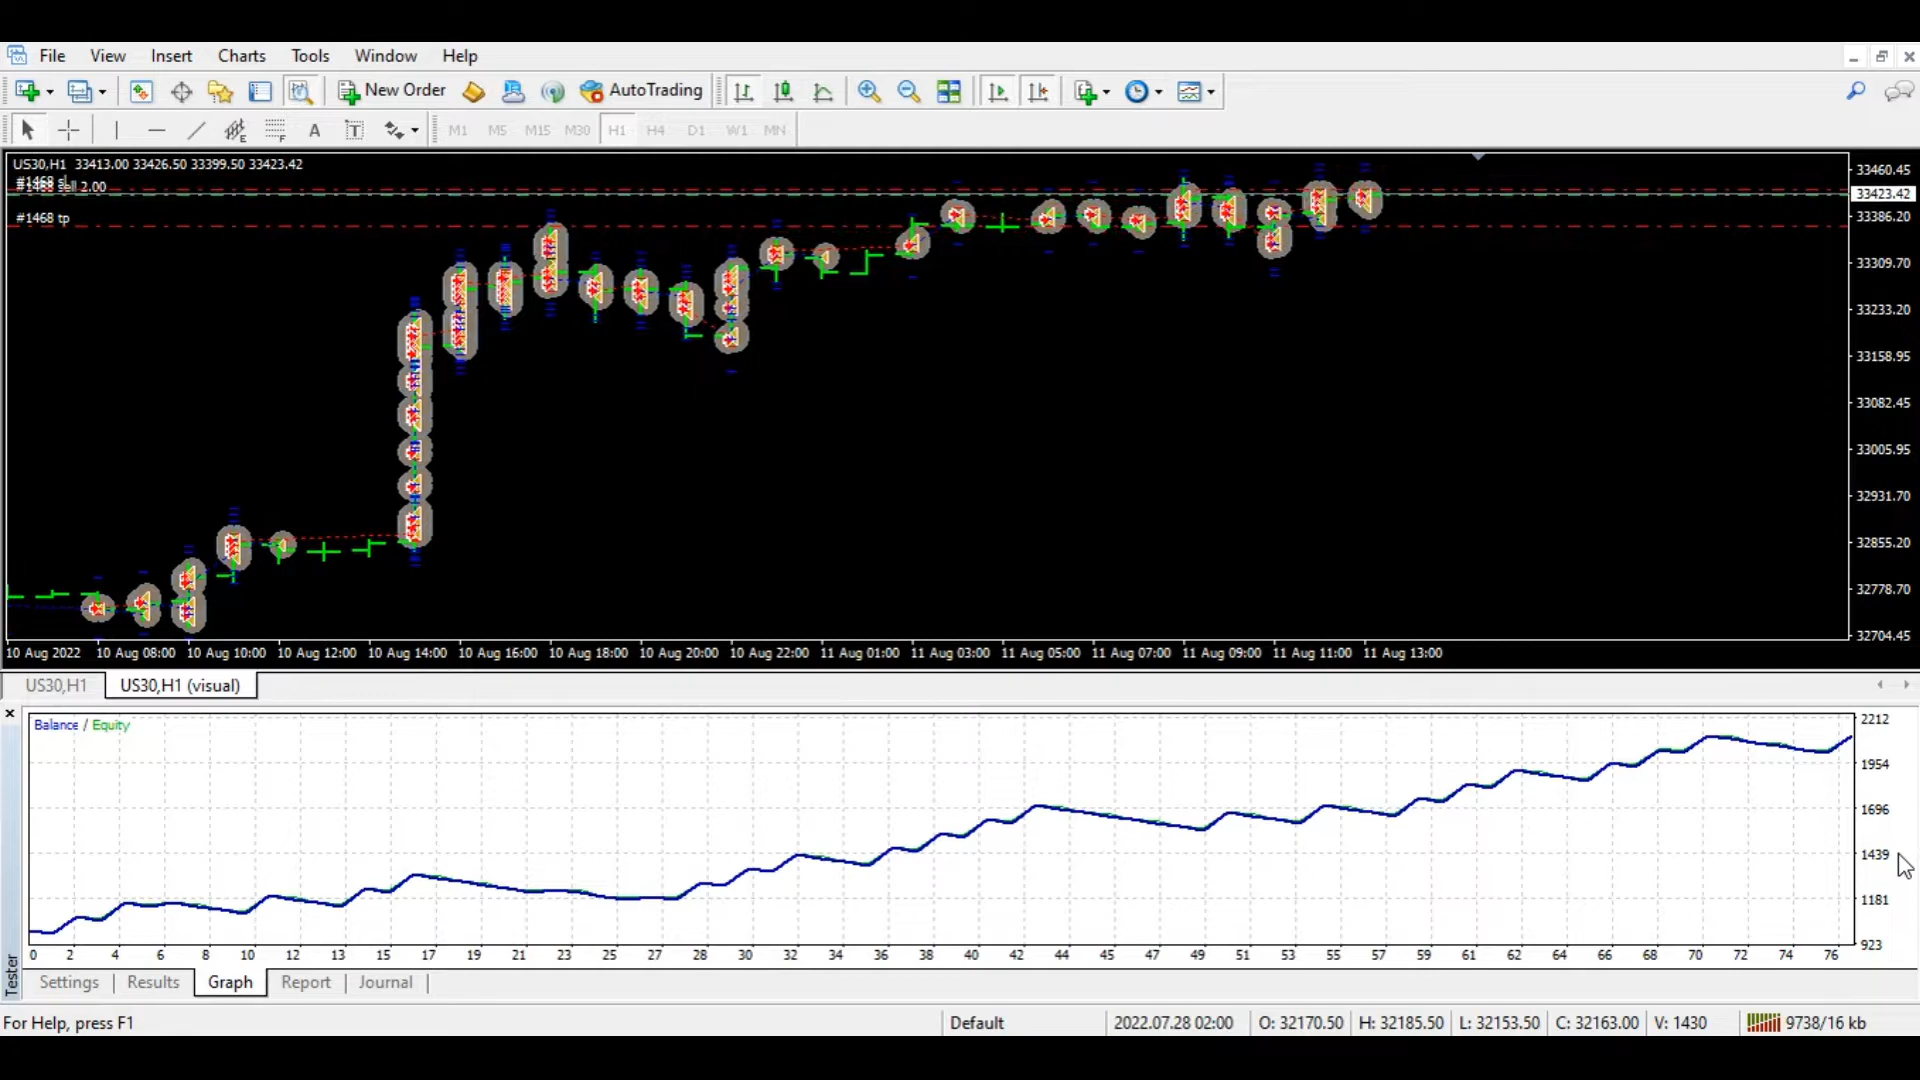 File View Insert Charts Tools Window Help
New Order AutoTrading
A T M1 M5 M15 M30 H1 H4 D1 W1 MN
US30,H1 33413.00 33426.50 33399.50 33423.42
#1468 sl
#1468 sell 2.00
#1468 tp
33460.45
33423.42
33386.20
33309.70
33233.20
33158.95
33082.45
33005.95
32931.70
32855.20
32778.70
32704.45
10 Aug 2022 10 Aug 08:00 10 Aug 10:00 10 Aug 12:00 10 Aug 14:00 10 Aug 16:00 10 Aug 18:00 10 Aug 20:00 10 Aug 22:00 11 Aug 01:00 11 Aug 03:00 11 Aug 05:00 11 Aug 07:00 11 Aug 09:00 11 Aug 11:00 11 Aug 13:00
US30,H1 US30,H1 (visual)
Balance / Equity
2212
1954
1696
1439
1181
923
0 2 4 6 8 10 12 13 15 17 19 21 23 25 27 28 30 32 34 36 38 40 42 44 45 47 49 51 53 55 57 59 61 62 64 66 68 70 72 74 76
Tester
Settings Results Graph Report Journal
For Help, press F1 Default 2022.07.28 02:00 O: 32170.50 H: 32185.50 L: 32153.50 C: 32163.00 V: 1430 9738/16 kb